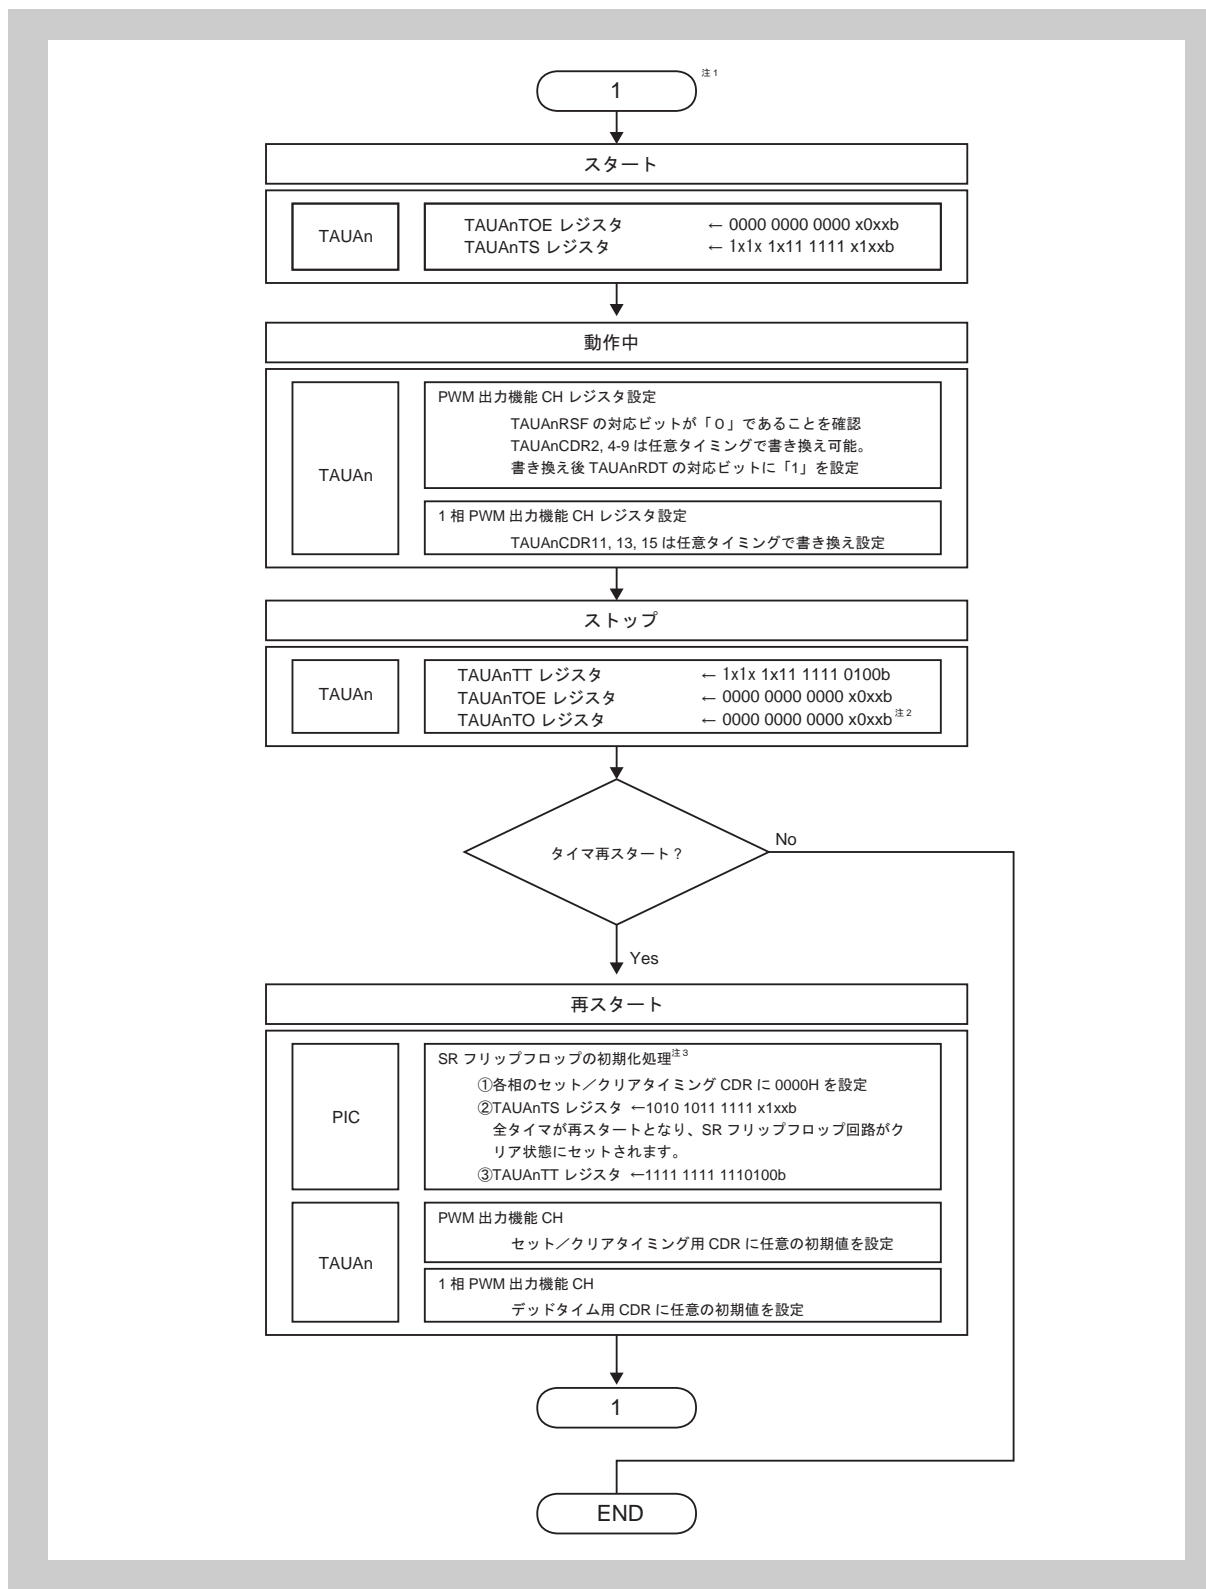 1 注1
スタート
TAUAn
TAUAnTOE レジスタ ← 0000 0000 0000 x0xxb
TAUAnTS レジスタ ← 1x1x 1x11 1111 x1xxb
動作中
TAUAn
PWM 出力機能 CH レジスタ設定
TAUAnRSF の対応ビットが「0」であることを確認
TAUAnCDR2, 4-9 は任意タイミングで書き換え可能。
書き換え後 TAUAnRDT の対応ビットに「1」を設定
1 相 PWM 出力機能 CH レジスタ設定
TAUAnCDR11, 13, 15 は任意タイミングで書き換え設定
ストップ
TAUAn
TAUAnTT レジスタ ← 1x1x 1x11 1111 0100b
TAUAnTOE レジスタ ← 0000 0000 0000 x0xxb
TAUAnTO レジスタ ← 0000 0000 0000 x0xxb 注2
タイマ再スタート?
No
Yes
再スタート
PIC
SR フリップフロップの初期化処理注3
①各相のセット/クリアタイミング CDR に 0000H を設定
②TAUAnTS レジスタ ←1010 1011 1111 x1xxb
全タイマが再スタートとなり、SR フリップフロップ回路がク
リア状態にセットされます。
③TAUAnTT レジスタ ←1111 1111 1110100b
TAUAn
PWM 出力機能 CH
セット/クリアタイミング用 CDR に任意の初期値を設定
1 相 PWM 出力機能 CH
デッドタイム用 CDR に任意の初期値を設定
1
END